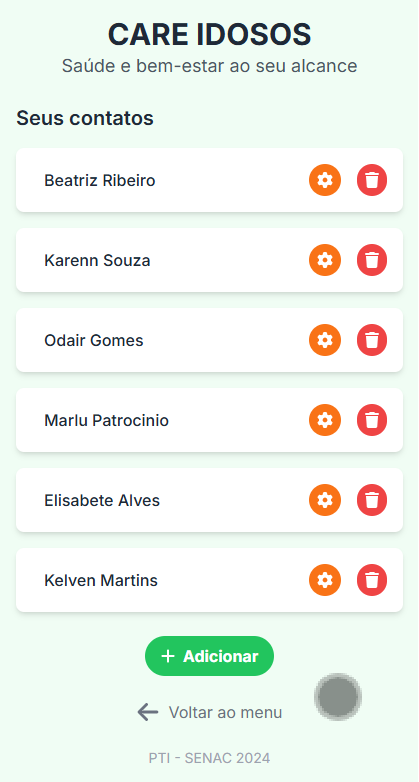 CARE IDOSOS
Saúde e bem-estar ao seu alcance
Seus contatos
Beatriz Ribeiro
Karenn Souza
Odair Gomes
Marlu Patrocinio
Elisabete Alves
Kelven Martins
+ Adicionar
Voltar ao menu
PTI - SENAC 2024